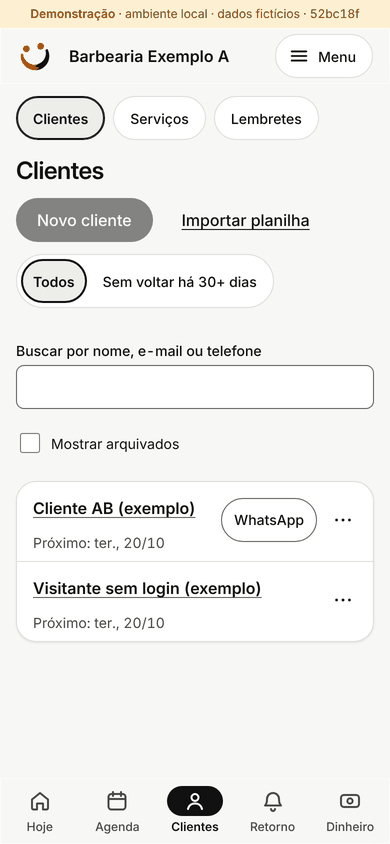 Demonstração · ambiente local · dados fictícios · 52bc18f
Barbearia Exemplo A
Menu
Clientes
Serviços
Lembretes
Clientes
Novo cliente
Importar planilha
Todos
Sem voltar há 30+ dias
Buscar por nome, e-mail ou telefone
Mostrar arquivados
Cliente AB (exemplo)
WhatsApp
Próximo: ter., 20/10
Visitante sem login (exemplo)
Próximo: ter., 20/10
Hoje
Agenda
Clientes
Retorno
Dinheiro